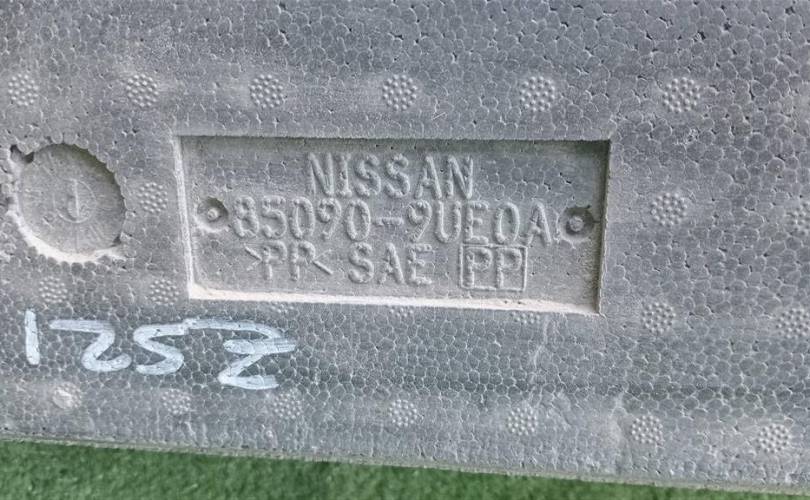 NISSAN
85090-9UE0A
>PP< SAE PP
1252